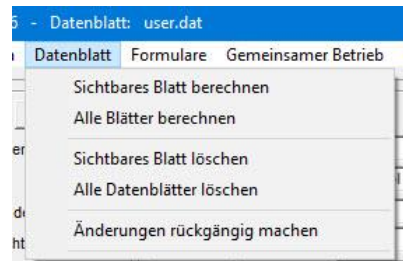 - Datenblatt: user.dat
Datenblatt Formulare Gemeinsamer Betrieb
Sichtbares Blatt berechnen
Alle Blätter berechnen
Sichtbares Blatt löschen
Alle Datenblätter löschen
Änderungen rückgängig machen